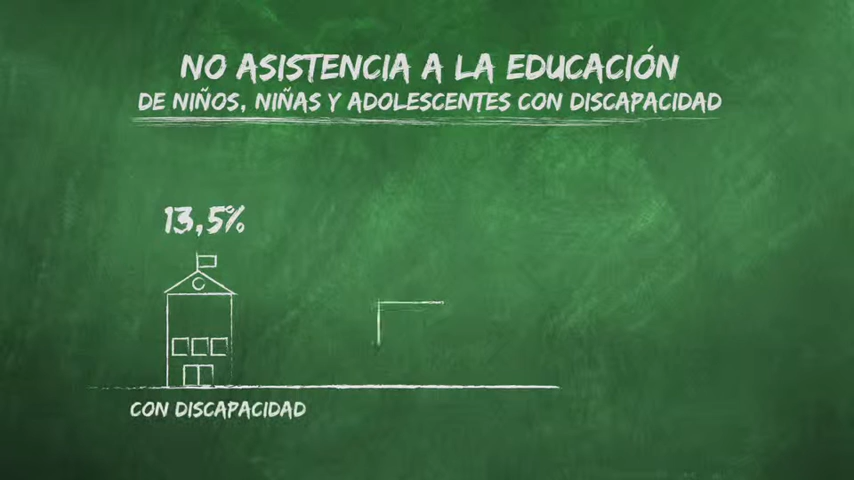 NO ASISTENCIA A LA EDUCACIÓN
DE NIÑOS, NIÑAS Y ADOLESCENTES CON DISCAPACIDAD
13,5%
CON DISCAPACIDAD